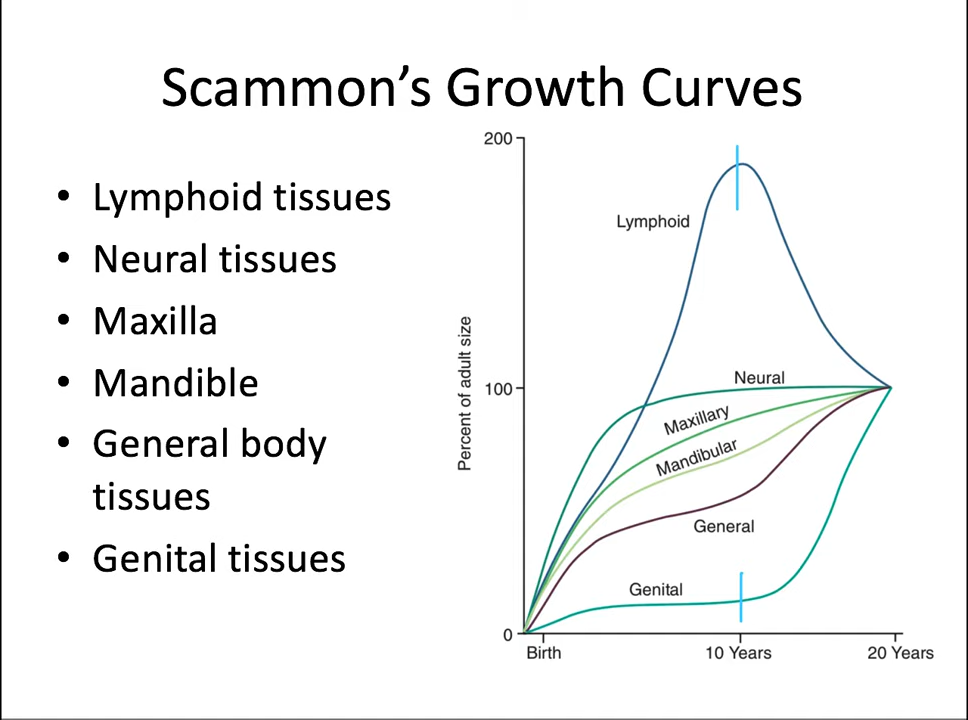 Scammon’s Growth Curves
• Lymphoid tissues
• Neural tissues
• Maxilla
• Mandible
• General body
tissues
• Genital tissues
200
Lymphoid
Percent of adult size
100
Neural
Maxillary
Mandibular
General
Genital
0
Birth
10 Years
20 Years